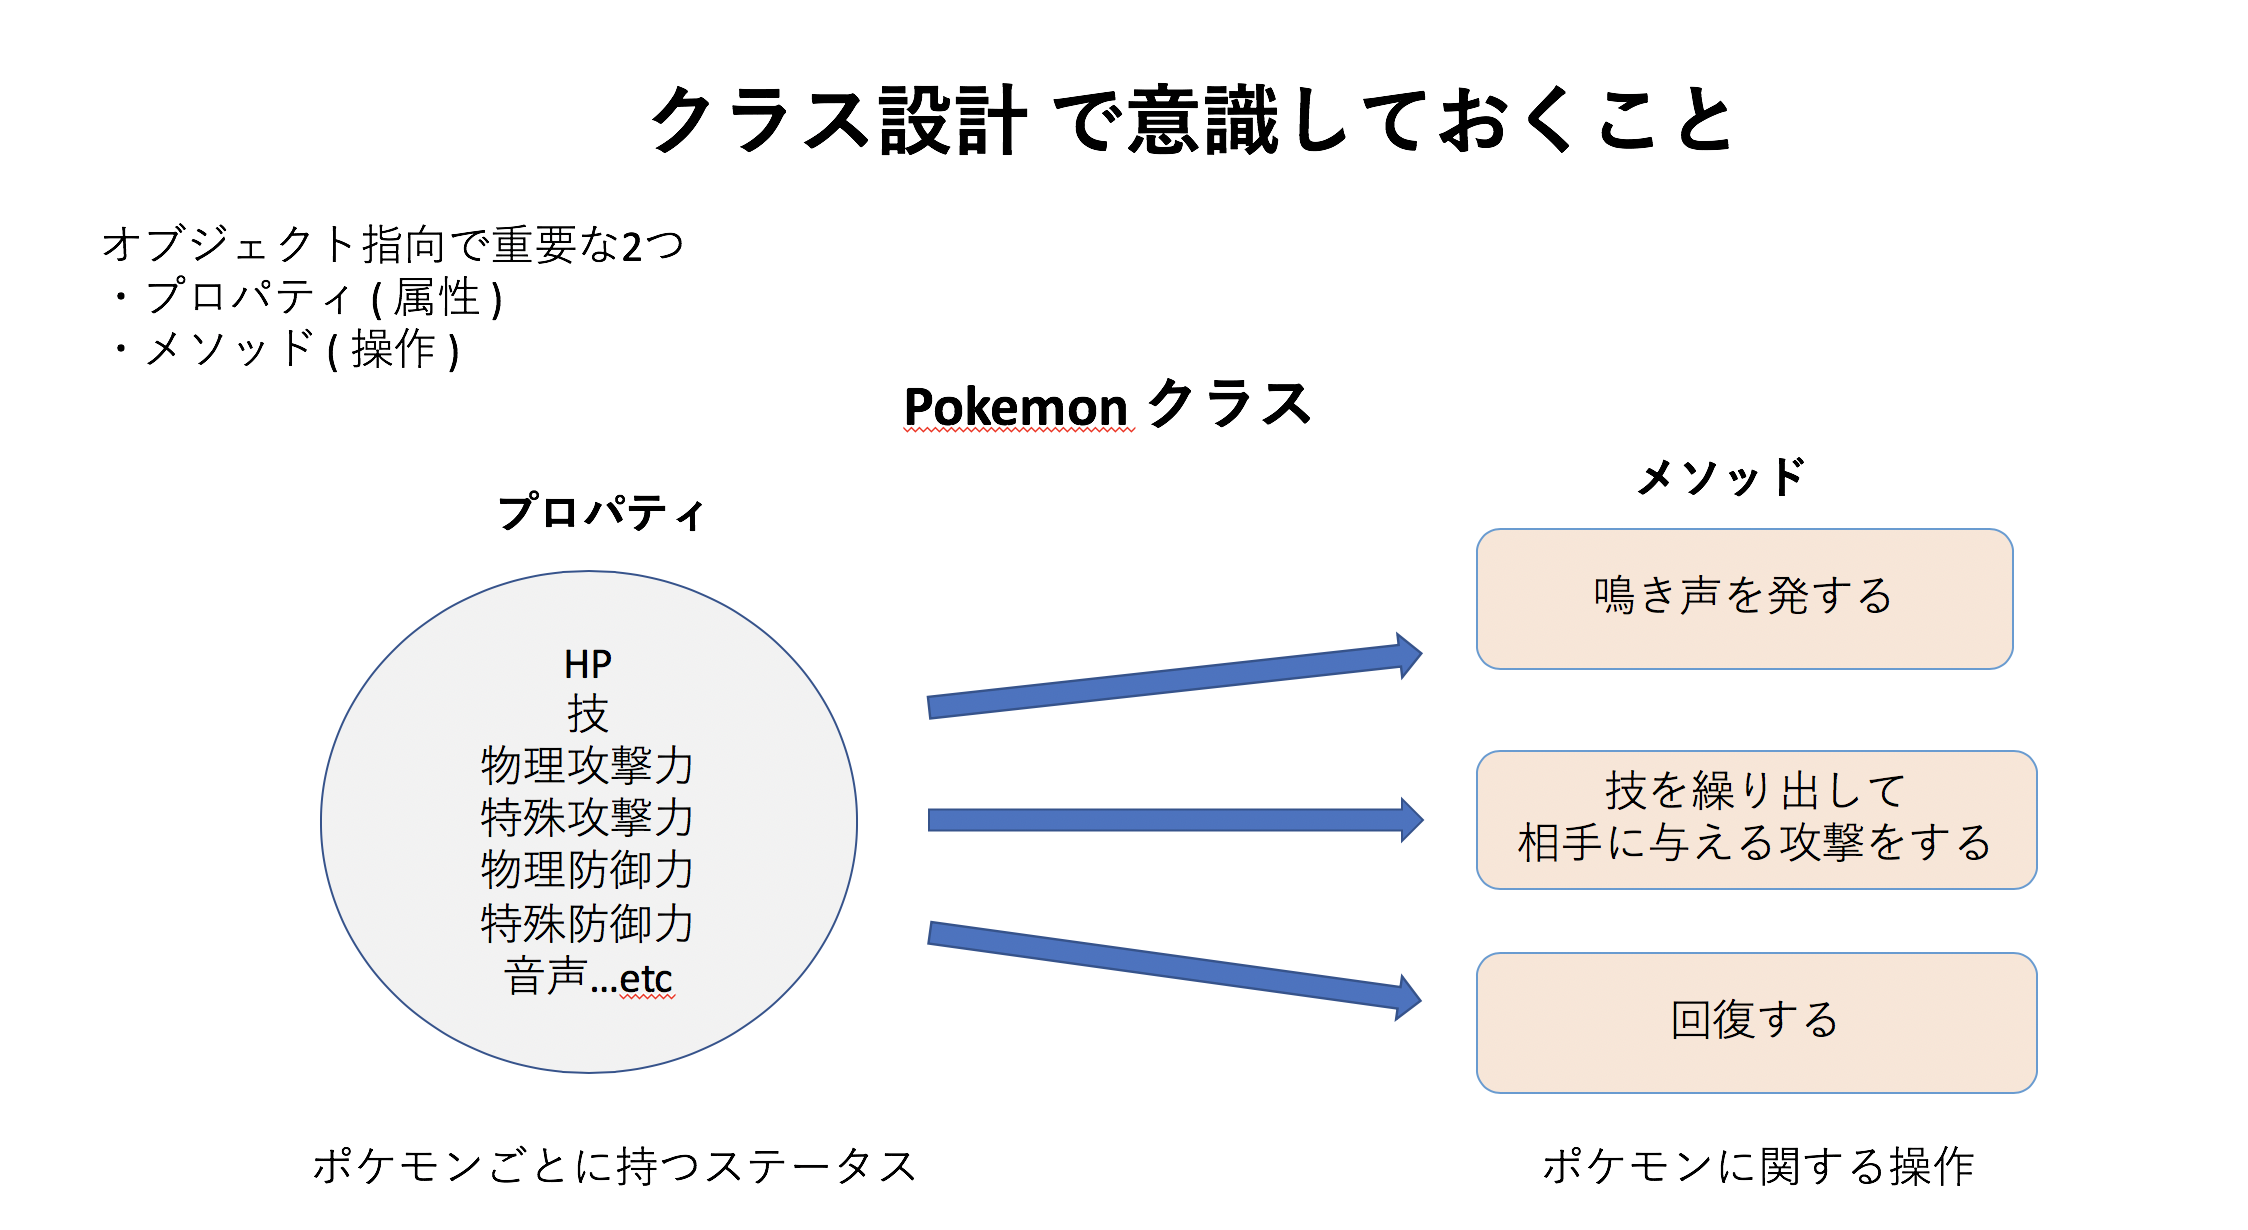 クラス設計 で意識しておくこと
オブジェクト指向で重要な2つ
・プロパティ ( 属性 )
・メソッド ( 操作 )
Pokemon クラス
プロパティ
HP
技
物理攻撃力
特殊攻撃力
物理防御力
特殊防御力
音声...etc
ポケモンごとに持つステータス
メソッド
鳴き声を発する
技を繰り出して
相手に与える攻撃をする
回復する
ポケモンに関する操作